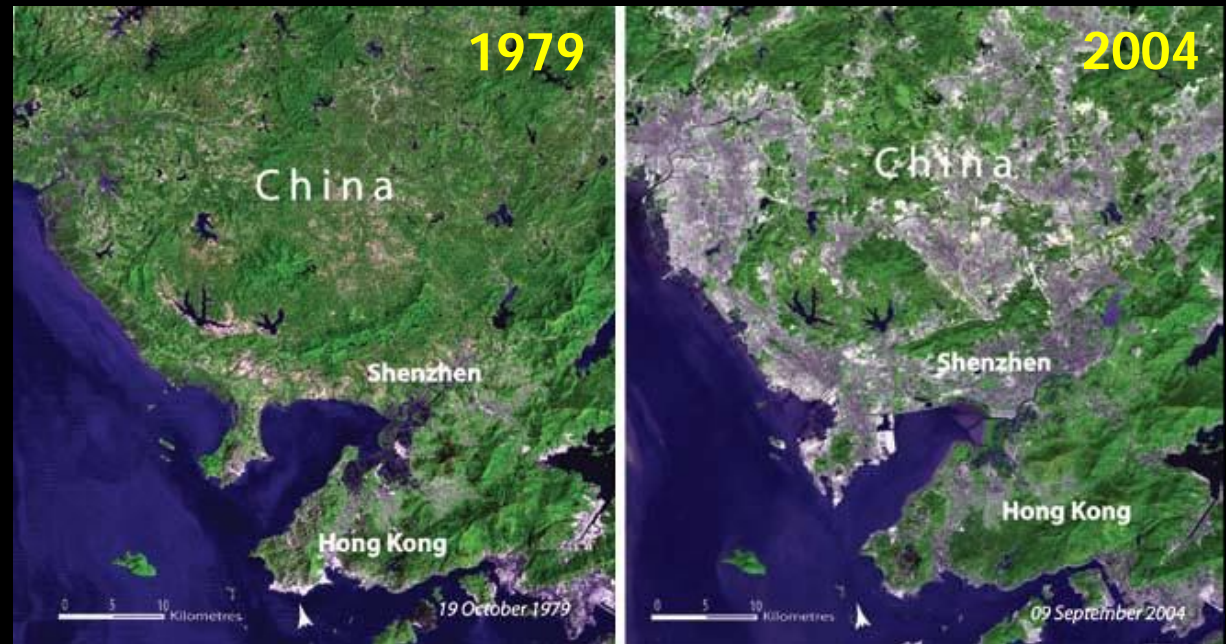 1979
China
Shenzhen
Hong Kong
0 5 10 Kilometres
19 October 1979
2004
China
Shenzhen
Hong Kong
0 5 10
Kilometres
09 September 2004